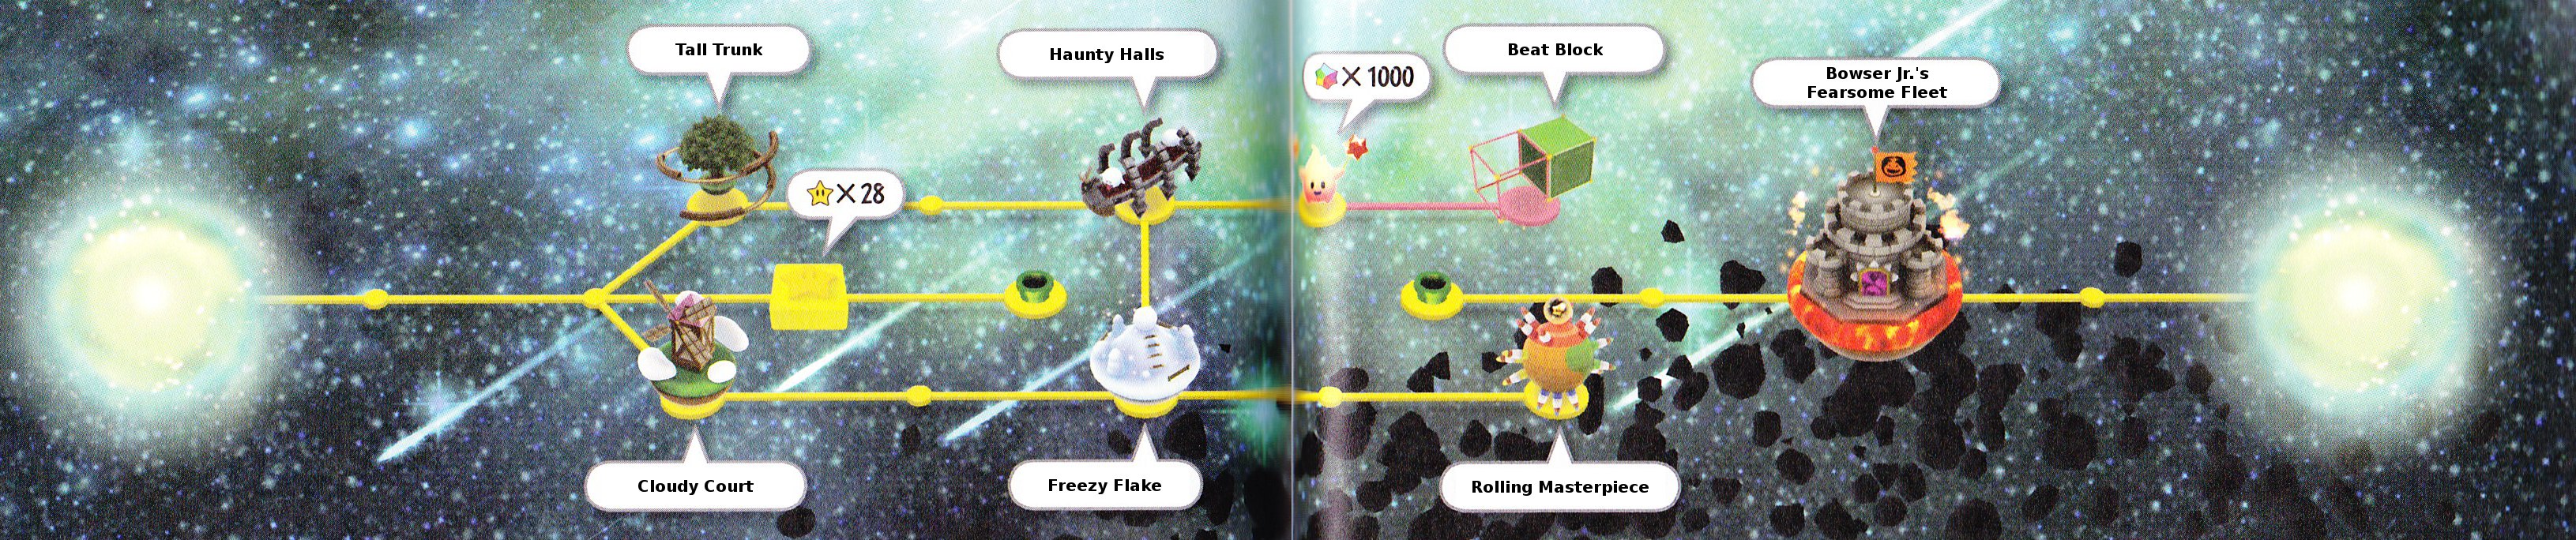 Tall Trunk
Haunty Halls
Beat Block
Bowser Jr.'s
Fearsome Fleet
× 1000
× 28
Cloudy Court
Freezy Flake
Rolling Masterpiece